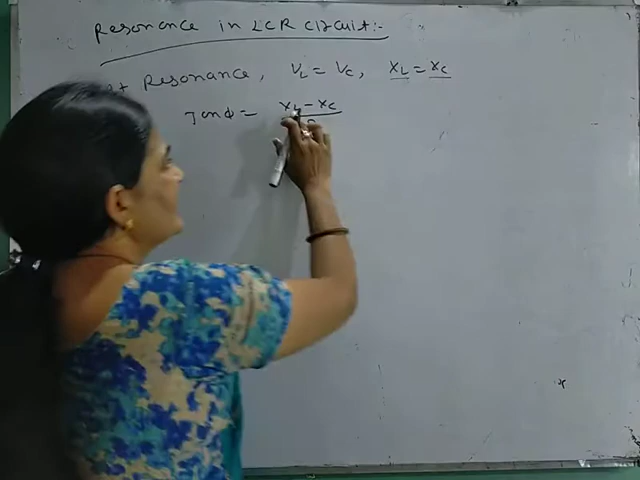 Resonance in LCR Circuit:-
At Resonance, VL = VC, XL = XC
Tanφ = XL - XC